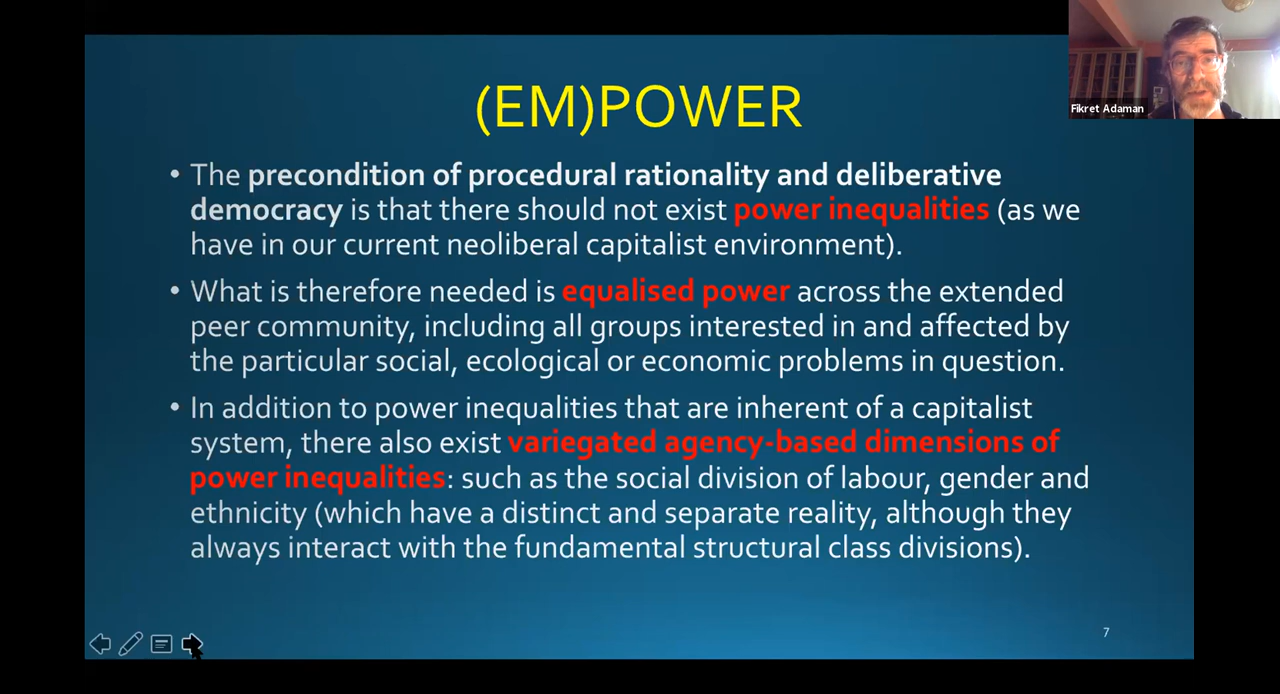 Fikret Adaman
(EM)POWER
• The precondition of procedural rationality and deliberative
democracy is that there should not exist power inequalities (as we
have in our current neoliberal capitalist environment).
• What is therefore needed is equalised power across the extended
peer community, including all groups interested in and affected by
the particular social, ecological or economic problems in question.
• In addition to power inequalities that are inherent of a capitalist
system, there also exist variegated agency-based dimensions of
power inequalities: such as the social division of labour, gender and
ethnicity (which have a distinct and separate reality, although they
always interact with the fundamental structural class divisions).
7